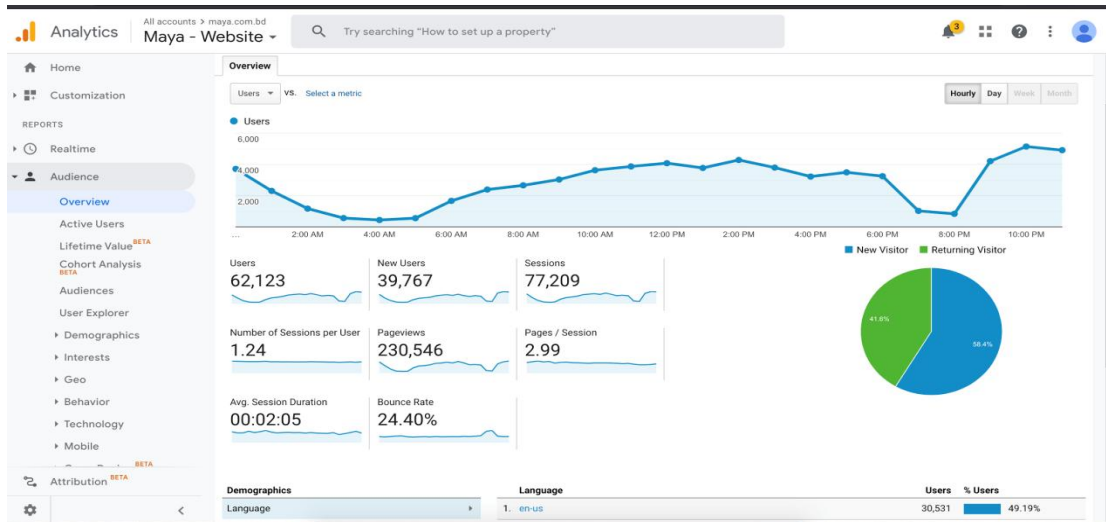 Analytics
All accounts > maya.com.bd
Maya - Website
Try searching "How to set up a property"
3
Home
Customization
REPORTS
Realtime
Audience
Overview
Active Users
Lifetime Value BETA
Cohort Analysis
BETA
Audiences
User Explorer
Demographics
Interests
Geo
Behavior
Technology
Mobile
BETA
Attribution BETA
Overview
Users VS. Select a metric
Hourly Day Week Month
Users
6,000
4,000
2,000
... 2:00 AM 4:00 AM 6:00 AM 8:00 AM 10:00 AM 12:00 PM 2:00 PM 4:00 PM 6:00 PM 8:00 PM 10:00 PM
New Visitor Returning Visitor
41.6%
58.4%
Users
62,123
New Users
39,767
Sessions
77,209
Number of Sessions per User
1.24
Pageviews
230,546
Pages / Session
2.99
Avg. Session Duration
00:02:05
Bounce Rate
24.40%
Demographics
Language
Language Users % Users
1. en-us 30,531 49.19%